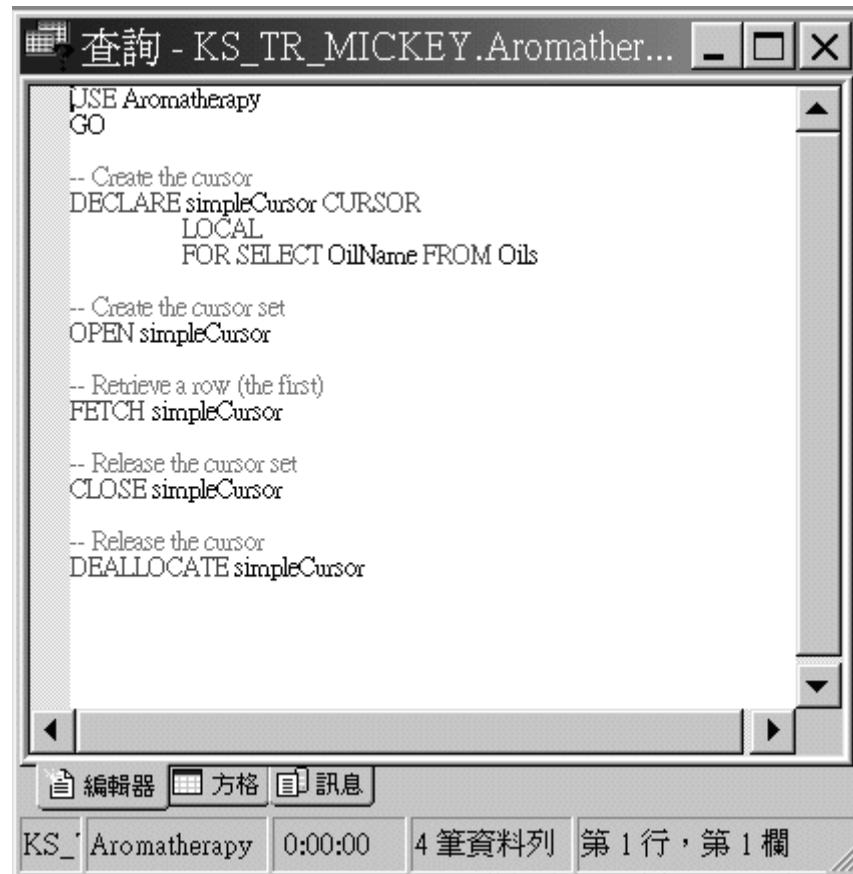 查詢 - KS_TR_MICKEY.Aromather...
USE Aromatherapy
GO
-- Create the cursor
DECLARE simpleCursor CURSOR
LOCAL
FOR SELECT OilName FROM Oils
-- Create the cursor set
OPEN simpleCursor
-- Retrieve a row (the first)
FETCH simpleCursor
-- Release the cursor set
CLOSE simpleCursor
-- Release the cursor
DEALLOCATE simpleCursor
編輯器 方格 訊息
KS_ Aromatherapy 0:00:00 4 筆資料列 第 1 行，第 1 欄